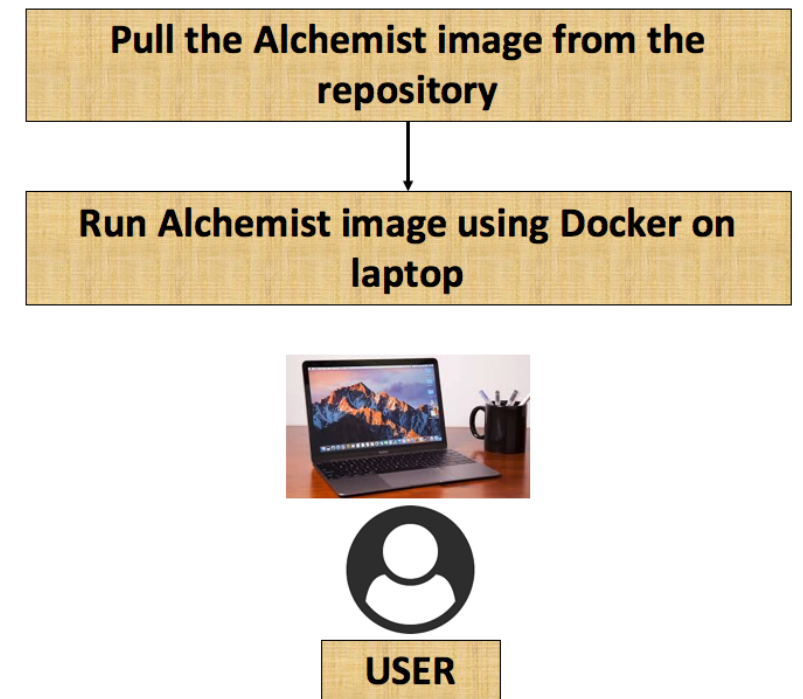 Pull the Alchemist image from the
repository
Run Alchemist image using Docker on
laptop
USER